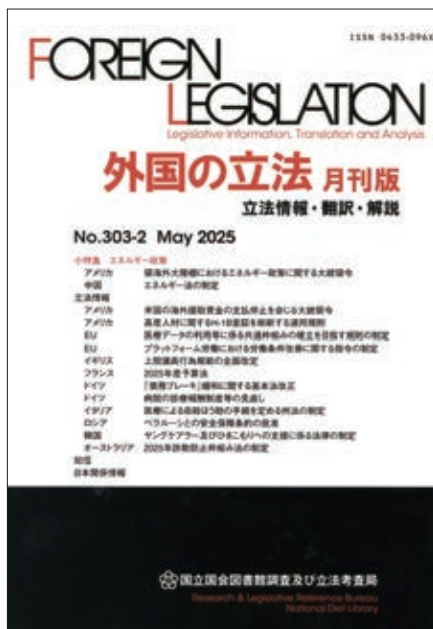 ISSN 0433-096X
FOREIGN
LEGISLATION
Legislative Information, Translation and Analysis
外国の立法 月刊版
立法情報・翻訳・解説
No.303-2 May 2025
小特集 エネルギー政策
アメリカ 領海外大陸棚におけるエネルギー政策に関する大統領令
中国 エネルギー法の制定
立法情報
アメリカ 米国の海外援助資金の支払停止を命じる大統領令
アメリカ 高度人材に関するH-1B査証を刷新する連邦規則
EU 医療データの利用等に係る共通枠組みの確立を目指す規則の制定
EU プラットフォーム労働における労働条件改善に関する指令の制定
イギリス 上院議員行為規範の全面改定
フランス 2025年度予算法
ドイツ 「債務ブレーキ」緩和に関する基本法改正
ドイツ 病院の診療報酬制度等の見直し
イタリア 医療による自殺ほう助の手続を定める州法の制定
ロシア ベラルーシとの安全保障条約の批准
韓国 ヤングケアラー及びひきこもりへの支援に係る法律の制定
オーストラリア 2025年詐欺防止枠組み法の制定
短信
日本関係情報
国立国会図書館調査及び立法考査局
Research & Legislative Reference Bureau
National Diet Library